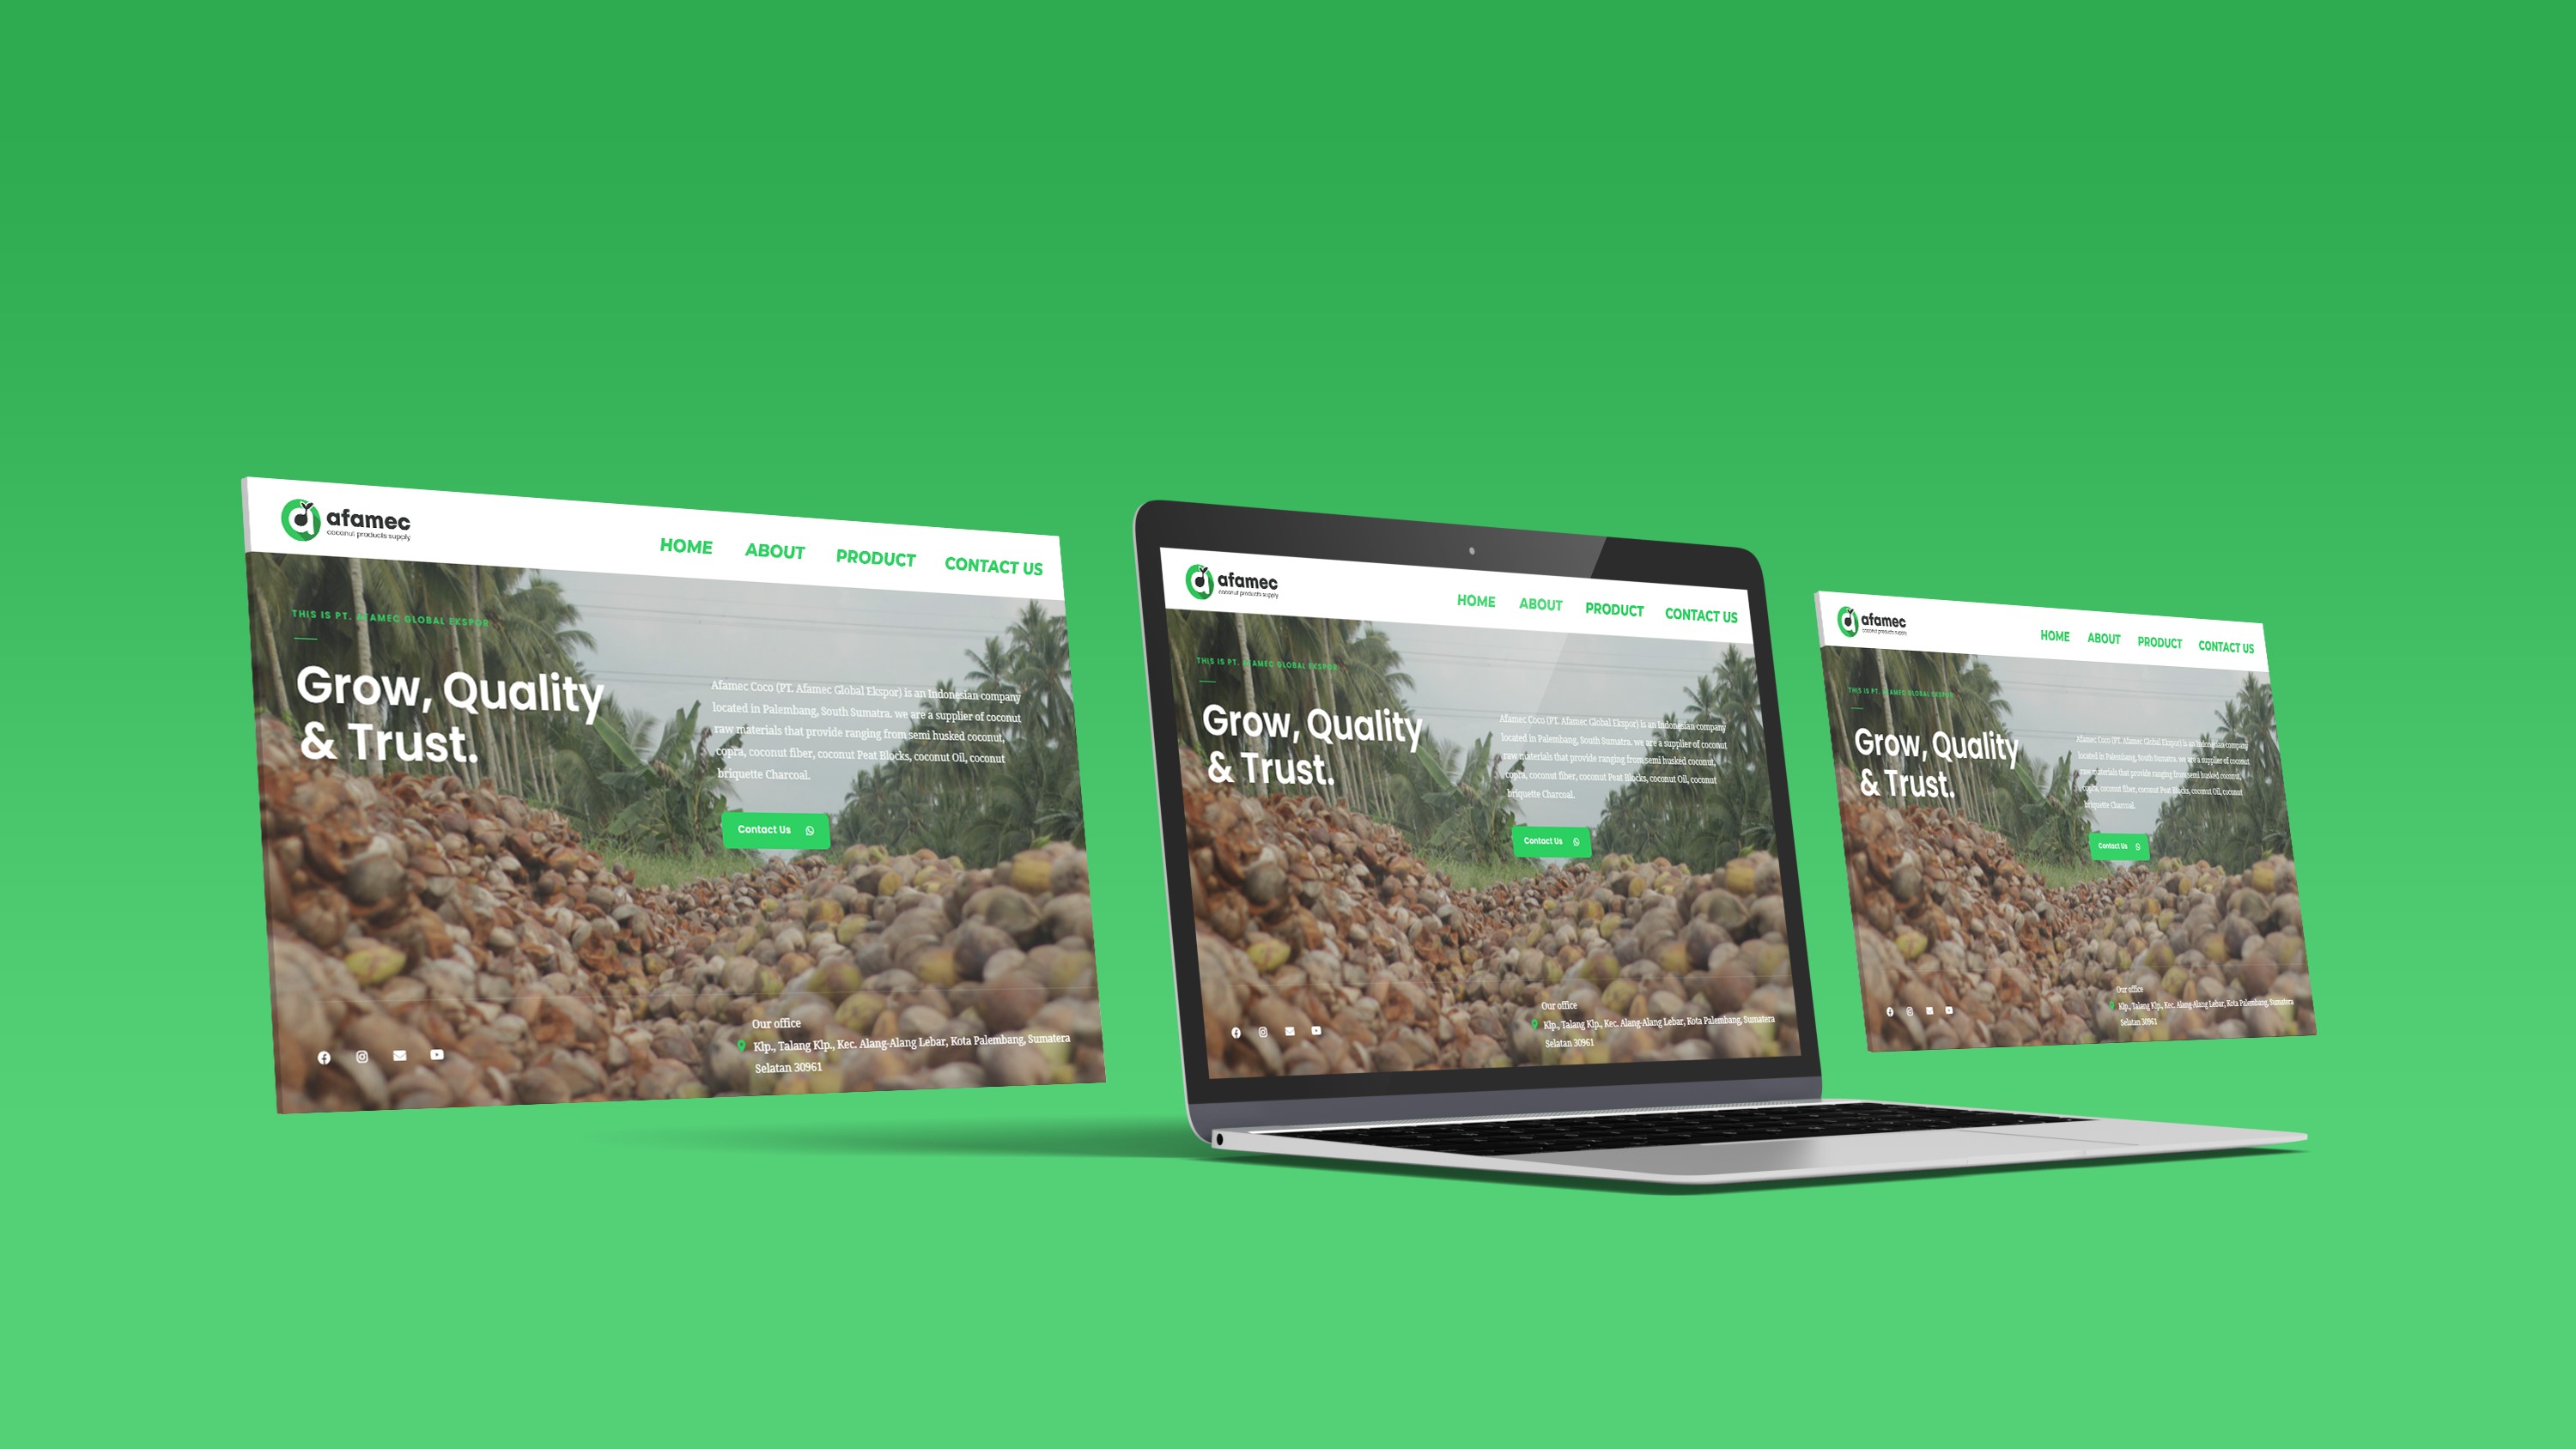 afamec
coconut products supply
HOME ABOUT PRODUCT CONTACT US
THIS IS PT. AFAMEC GLOBAL EKSPOR
Grow, Quality
& Trust.
Afamec Coco (PT. Afamec Global Ekspor) is an Indonesian company
located in Palembang, South Sumatra. we are a supplier of coconut
raw materials that provide ranging from semi husked coconut,
copra, coconut fiber, coconut Peat Blocks, coconut Oil, coconut
briquette Charcoal.
Contact Us
Our office
Klp., Talang Klp., Kec. Alang-Alang Lebar, Kota Palembang, Sumatera
Selatan 30961
afamec
coconut products supply
HOME ABOUT PRODUCT CONTACT US
THIS IS PT. AFAMEC GLOBAL EKSPOR
Grow, Quality
& Trust.
Afamec Coco (PT. Afamec Global Ekspor) is an Indonesian company
located in Palembang, South Sumatra. we are a supplier of coconut
raw materials that provide ranging from semi husked coconut,
copra, coconut fiber, coconut Peat Blocks, coconut Oil, coconut
briquette Charcoal.
Contact Us
Our office
Klp., Talang Klp., Kec. Alang-Alang Lebar, Kota Palembang, Sumatera
Selatan 30961
afamec
coconut products supply
HOME ABOUT PRODUCT CONTACT US
THIS IS PT. AFAMEC GLOBAL EKSPOR
Grow, Quality
& Trust.
Afamec Coco (PT. Afamec Global Ekspor) is an Indonesian company
located in Palembang, South Sumatra. we are a supplier of coconut
raw materials that provide ranging from semi husked coconut,
copra, coconut fiber, coconut Peat Blocks, coconut Oil, coconut
briquette Charcoal.
Contact Us
Our office
Klp., Talang Klp., Kec. Alang-Alang Lebar, Kota Palembang, Sumatera
Selatan 30961